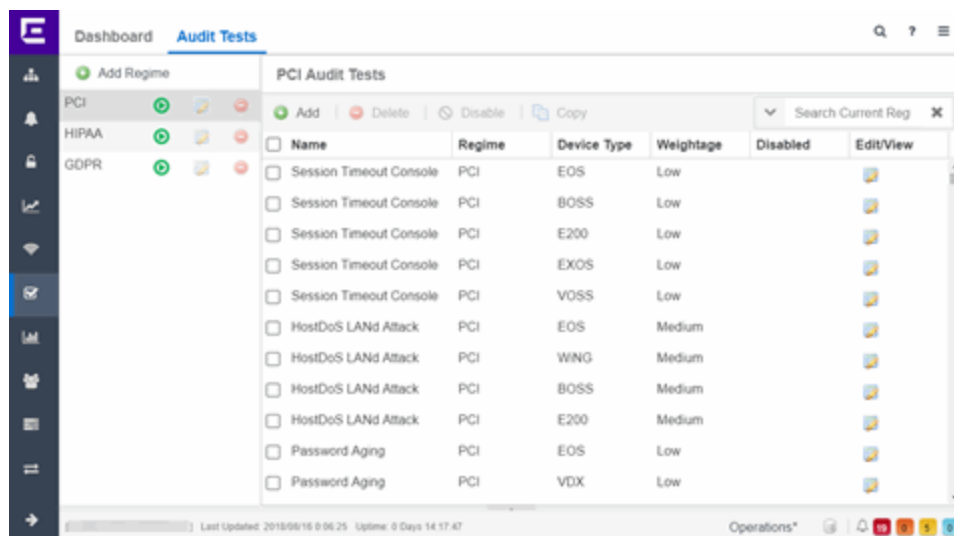 Dashboard Audit Tests ?
Add Regime
PCI
HIPAA
GDPR
PCI Audit Tests
Add Delete Disable Copy Search Current Reg
Name Regime Device Type Weightage Disabled Edit/View
Session Timeout Console PCI EOS Low
Session Timeout Console PCI BOSS Low
Session Timeout Console PCI E200 Low
Session Timeout Console PCI EXOS Low
Session Timeout Console PCI VOSS Low
HostDoS LANd Attack PCI EOS Medium
HostDoS LANd Attack PCI WiNG Medium
HostDoS LANd Attack PCI BOSS Medium
HostDoS LANd Attack PCI E200 Medium
Password Aging PCI EOS Low
Password Aging PCI VDX Low
Last Updated: 2018/08/16 0:06:25 Uptime: 0 Days 14:17:47 Operations* 19 0 5 0